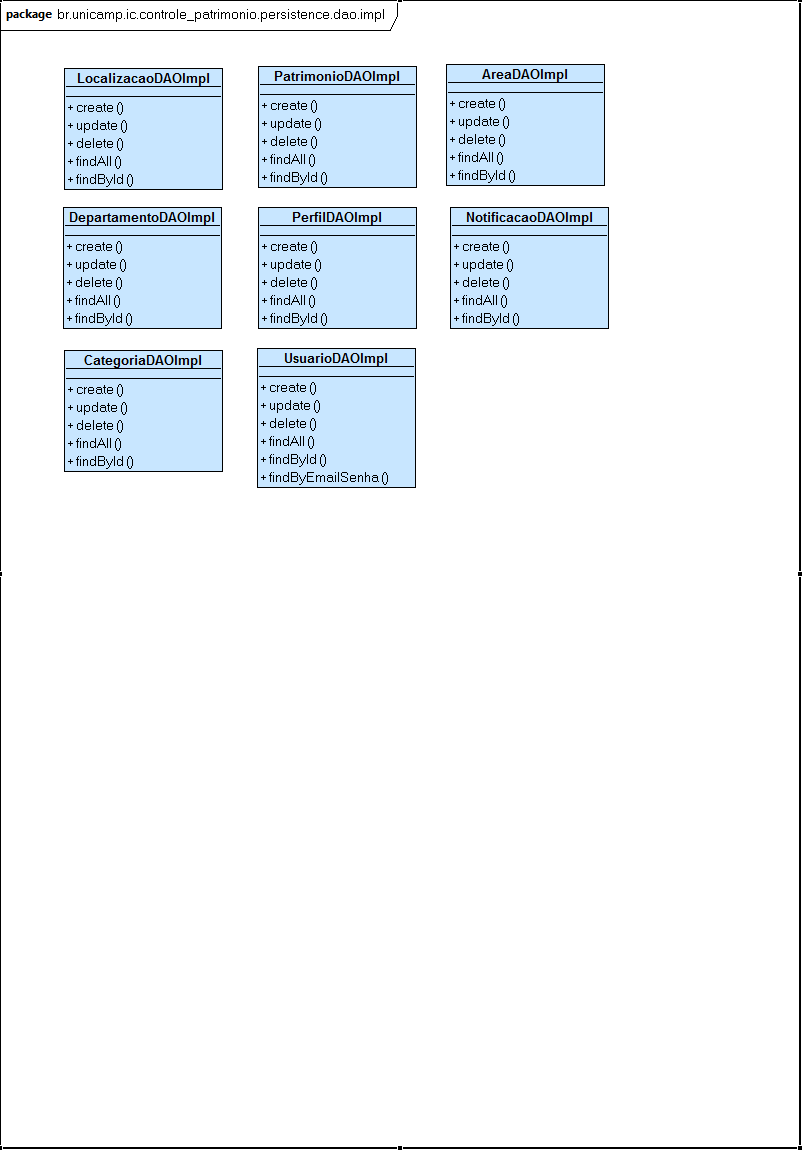 package br.unicamp.ic.controle_patrimonio.persistence.dao.impl
LocalizacaoDAOImpl
+ create ()
+ update ()
+ delete ()
+ findAll ()
+ findById ()
PatrimonioDAOImpl
+ create ()
+ update ()
+ delete ()
+ findAll ()
+ findById ()
AreaDAOImpl
+ create ()
+ update ()
+ delete ()
+ findAll ()
+ findById ()
DepartamentoDAOImpl
+ create ()
+ update ()
+ delete ()
+ findAll ()
+ findById ()
PerfilDAOImpl
+ create ()
+ update ()
+ delete ()
+ findAll ()
+ findById ()
NotificacaoDAOImpl
+ create ()
+ update ()
+ delete ()
+ findAll ()
+ findById ()
CategoriaDAOImpl
+ create ()
+ update ()
+ delete ()
+ findAll ()
+ findById ()
UsuarioDAOImpl
+ create ()
+ update ()
+ delete ()
+ findAll ()
+ findById ()
+ findByEmailSenha ()